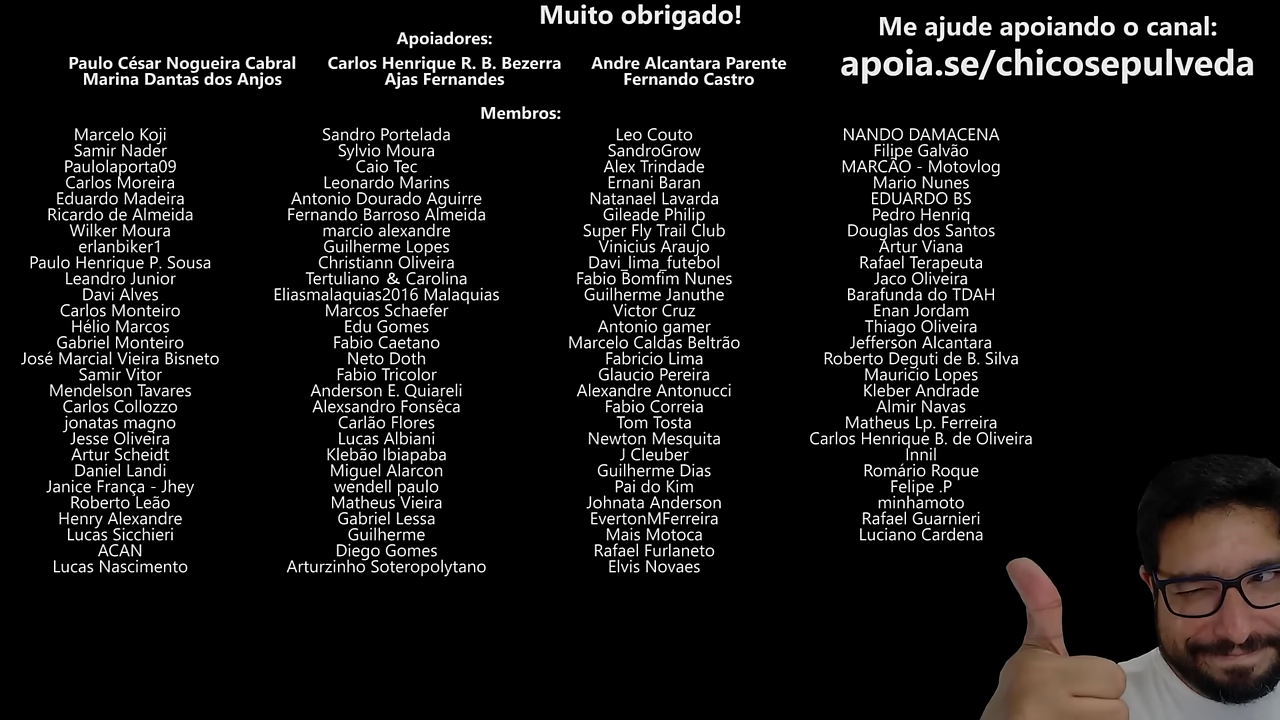 Muito obrigado!
Me ajude apoiando o canal:
apoia.se/chicosepulveda
Apoiadores:
Paulo César Nogueira Cabral
Marina Dantas dos Anjos
Carlos Henrique R. B. Bezerra
Ajas Fernandes
Andre Alcantara Parente
Fernando Castro
Membros:
Marcelo Koji
Samir Nader
Paulolaporta09
Carlos Moreira
Eduardo Madeira
Ricardo de Almeida
Wilker Moura
erlanbiker1
Paulo Henrique P. Sousa
Leandro Junior
Davi Alves
Carlos Monteiro
Hélio Marcos
Gabriel Monteiro
José Marcial Vieira Bisneto
Samir Vitor
Mendelson Tavares
Carlos Collozzo
jonatas magno
Jesse Oliveira
Artur Scheidt
Daniel Landi
Janice França - Jhey
Roberto Leão
Henry Alexandre
Lucas Sicchieri
ACAN
Lucas Nascimento
Sandro Portelada
Sylvio Moura
Caio Tec
Leonardo Marins
Antonio Dourado Aguirre
Fernando Barroso Almeida
marcio alexandre
Guilherme Lopes
Christiann Oliveira
Tertuliano & Carolina
Eliasmalaquias2016 Malaquias
Marcos Schaefer
Edu Gomes
Fabio Caetano
Neto Doth
Fabio Tricolor
Anderson E. Quiareli
Alexsandro Fonsêca
Carlão Flores
Lucas Albiani
Klebão Ibiapaba
Miguel Alarcon
wendell paulo
Matheus Vieira
Gabriel Lessa
Guilherme
Diego Gomes
Arturzinho Soteropolytano
Leo Couto
SandroGrow
Alex Trindade
Ernani Baran
Natanael Lavarda
Gileade Philip
Super Fly Trail Club
Vinicius Araujo
Davi_lima_futebol
Fabio Bomfim Nunes
Guilherme Januthe
Victor Cruz
Antonio gamer
Marcelo Caldas Beltrão
Fabricio Lima
Glaucio Pereira
Alexandre Antonucci
Fabio Correia
Tom Tosta
Newton Mesquita
J Cleuber
Guilherme Dias
Pai do Kim
Johnata Anderson
EvertonMFerreira
Mais Motoca
Rafael Furlaneto
Elvis Novaes
NANDO DAMACENA
Filipe Galvão
MARCÃO - Motovlog
Mario Nunes
EDUARDO BS
Pedro Henriq
Douglas dos Santos
Artur Viana
Rafael Terapeuta
Jaco Oliveira
Barafunda do TDAH
Enan Jordam
Thiago Oliveira
Jefferson Alcantara
Roberto Deguti de B. Silva
Mauricio Lopes
Kleber Andrade
Almir Navas
Matheus Lp. Ferreira
Carlos Henrique B. de Oliveira
Innil
Romário Roque
Felipe .P
minhamoto
Rafael Guarnieri
Luciano Cardena